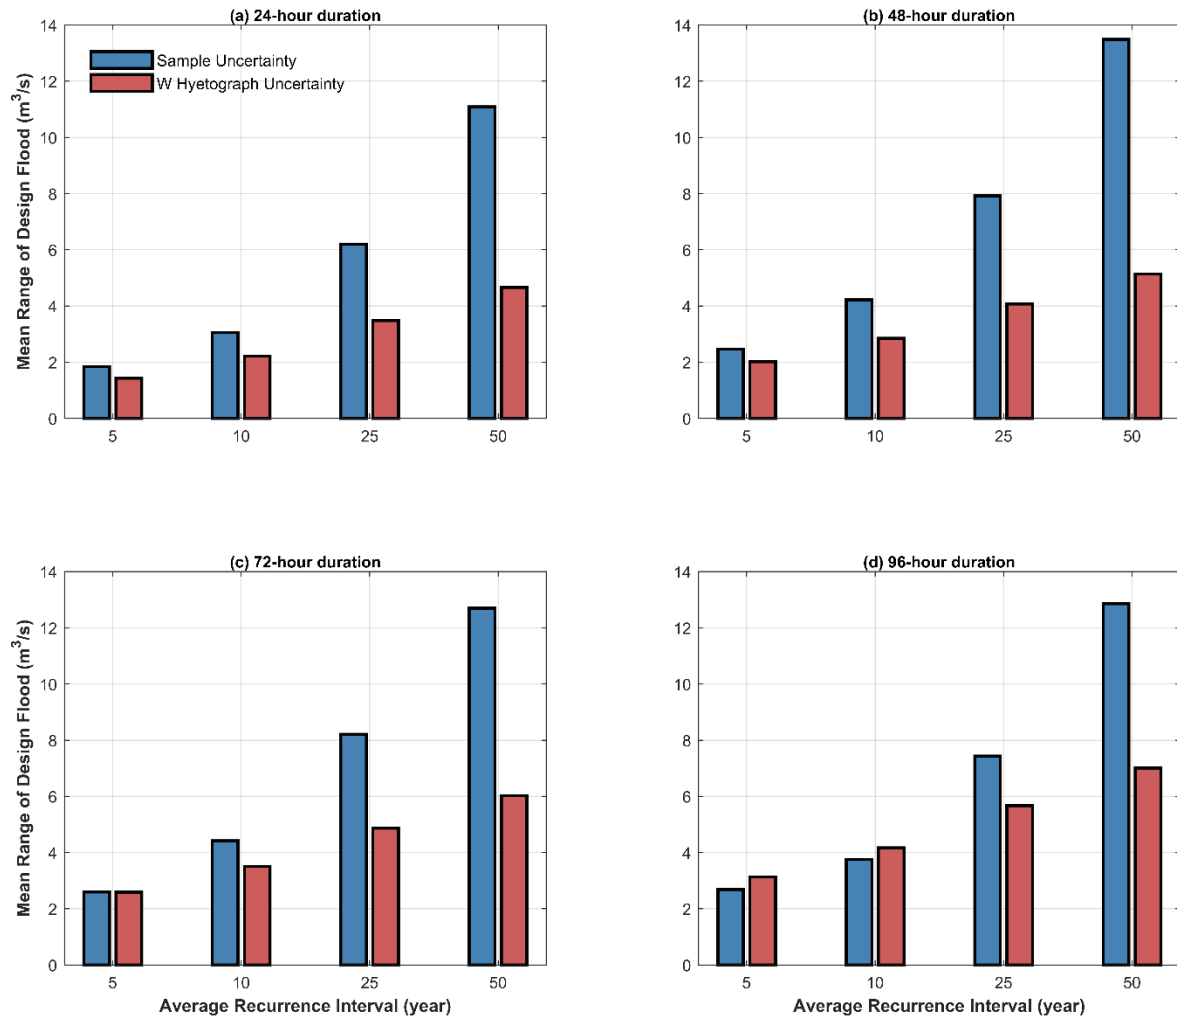 (a) 24-hour duration
Mean Range of Design Flood (m³/s)
14
12
10
8
6
4
2
0
Sample Uncertainty
W Hyetograph Uncertainty
5 10 25 50
(b) 48-hour duration
14
12
10
8
6
4
2
0
5 10 25 50
(c) 72-hour duration
Mean Range of Design Flood (m³/s)
14
12
10
8
6
4
2
0
5 10 25 50
Average Recurrence Interval (year)
(d) 96-hour duration
14
12
10
8
6
4
2
0
5 10 25 50
Average Recurrence Interval (year)